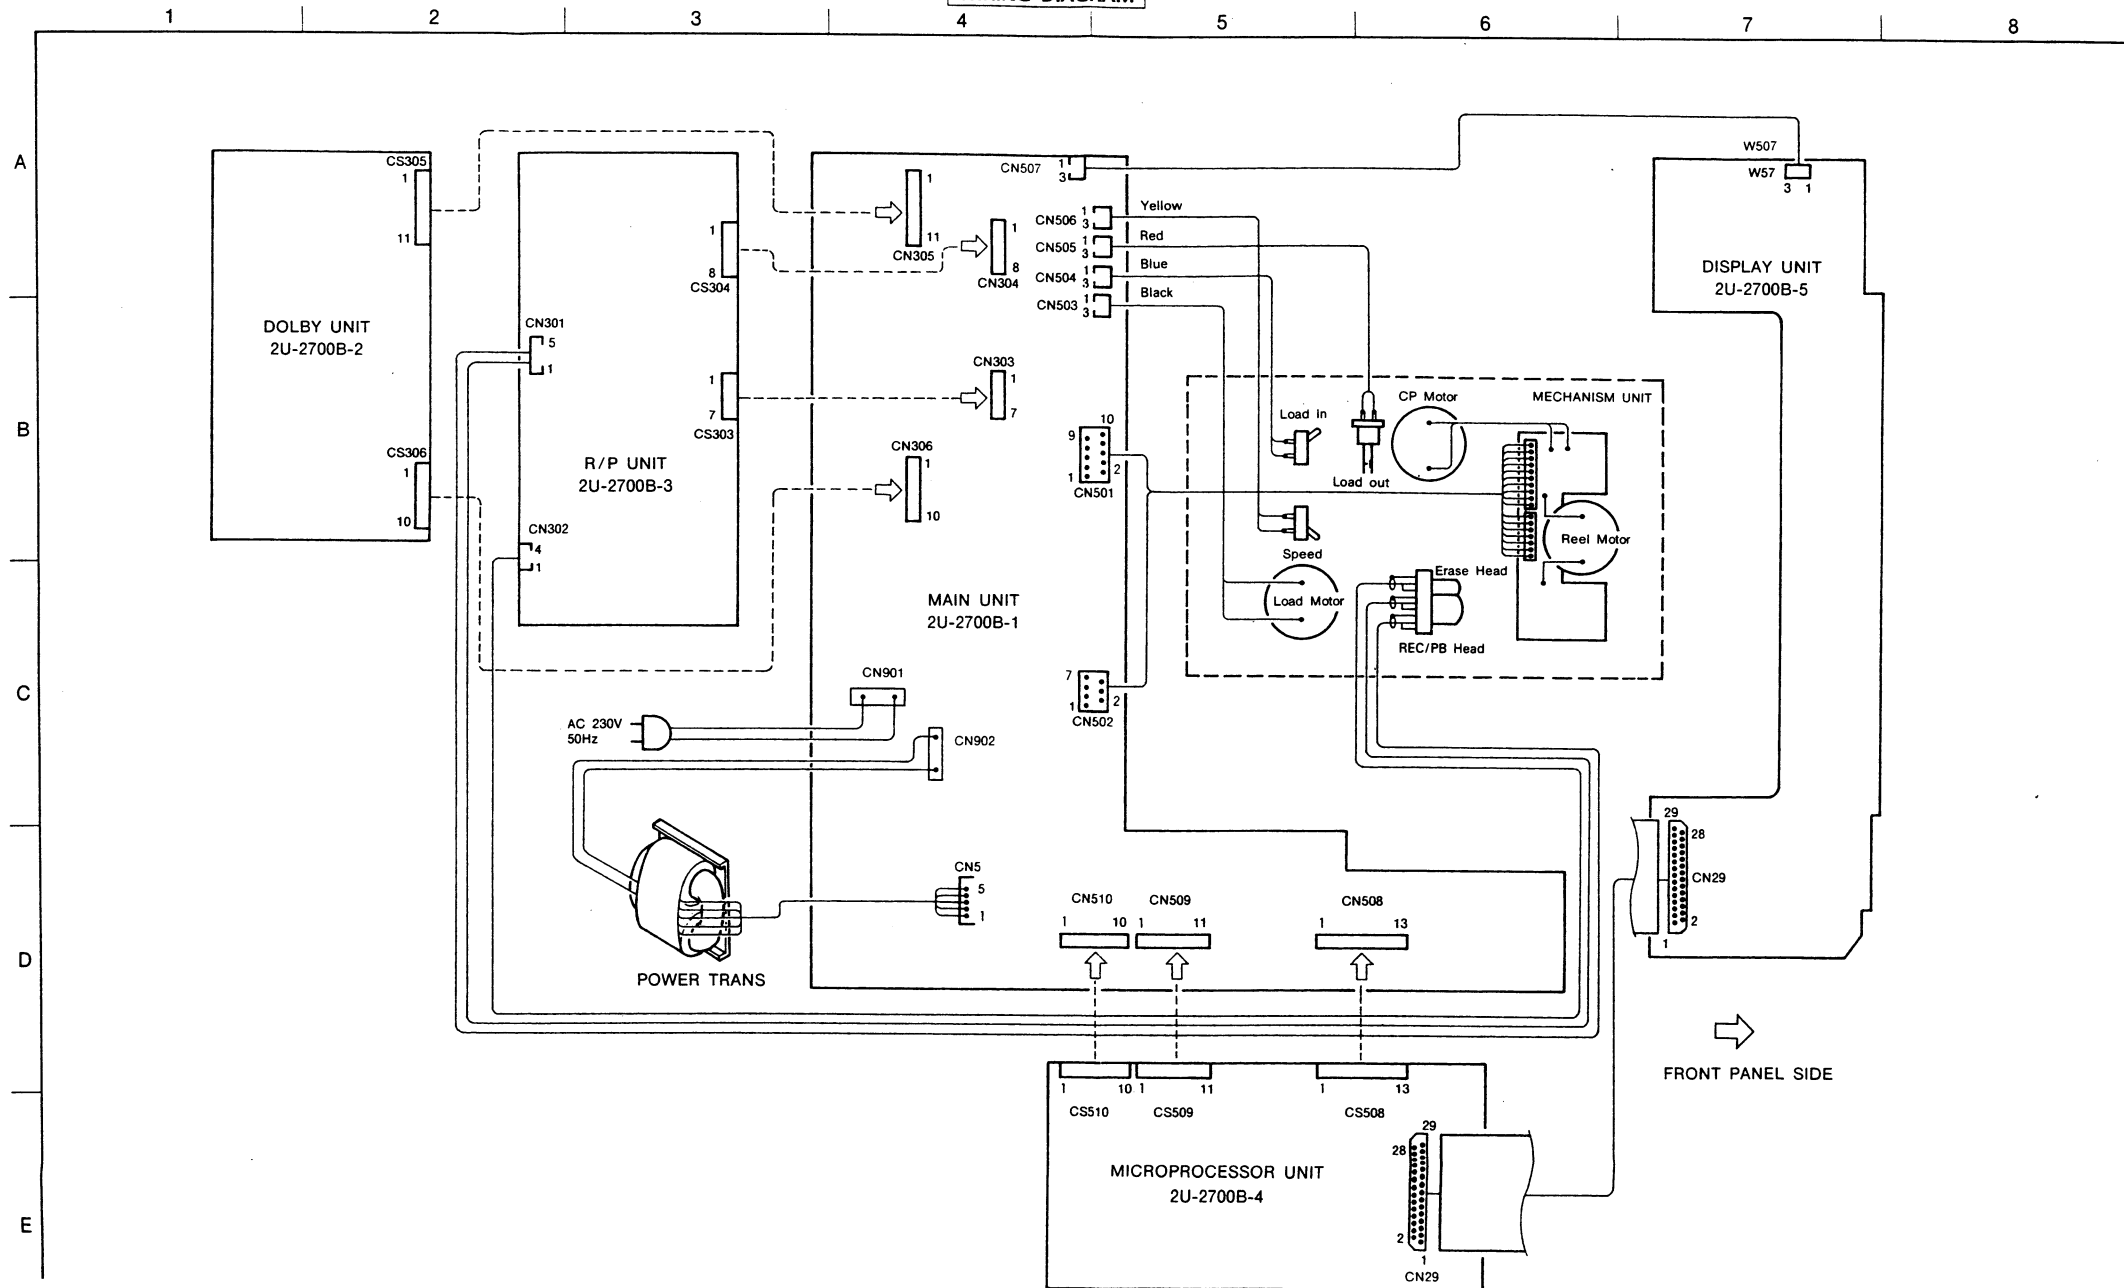 DIAGRAM
1 2 3 4 5 6 7 8
A
B
C
D
E
CS305
1
11
DOLBY UNIT
2U-2700B-2
CS306
1
10
CN301
5
1
CN302
4
1
R/P UNIT
2U-2700B-3
1
8
CS304
1
7
CS303
1
11
CN305
1
8
CN304
CN303
1
7
CN306
1
10
MAIN UNIT
2U-2700B-1
CN507
1
3
CN506
1
3
Yellow
CN505
1
3
Red
CN504
1
3
Blue
CN503
1
3
Black
10
9
1
2
CN501
7
1
2
CN502
CN901
AC 230V
50Hz
CN902
POWER TRANS
CN5
5
1
CN510
1 10
CN509
1 11
CN508
1 13
MECHANISM UNIT
Load In
Load out
CP Motor
Speed
Load Motor
Reel Motor
Erase Head
REC/PB Head
W507
W57
3 1
DISPLAY UNIT
2U-2700B-5
29
28
CN29
2
1
FRONT PANEL SIDE
1 10
CS510
1 11
CS509
1 13
CS508
MICROPROCESSOR UNIT
2U-2700B-4
29
28
2
1
CN29